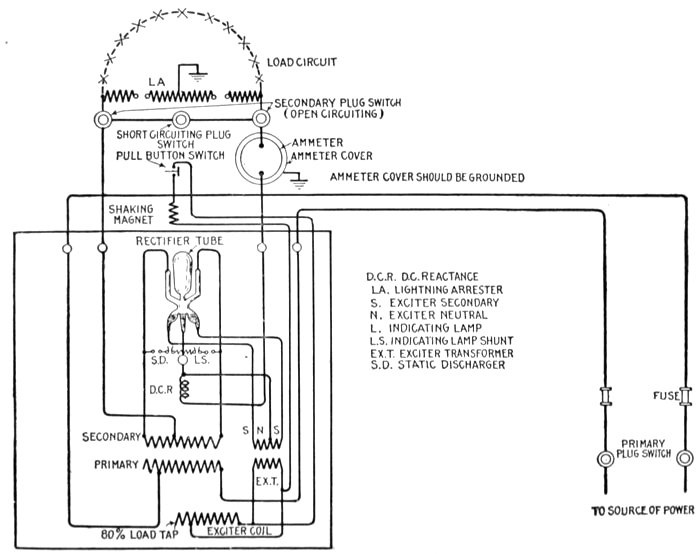 LOAD CIRCUIT
LA
SECONDARY PLUG SWITCH
(OPEN CIRCUITING)
SHORT CIRCUITING PLUG
SWITCH
PULL BUTTON SWITCH
AMMETER
AMMETER COVER
AMMETER COVER SHOULD BE GROUNDED
SHAKING
MAGNET
RECTIFIER TUBE
D.C.R. D.C. REACTANCE
LA. LIGHTNING ARRESTER
S. EXCITER SECONDARY
N. EXCITER NEUTRAL
L. INDICATING LAMP
L.S. INDICATING LAMP SHUNT
EX.T. EXCITER TRANSFORMER
S.D. STATIC DISCHARGER
S.D. L.S.
D.C.R
FUSE
SECONDARY
S N S
PRIMARY
EX.T.
PRIMARY
PLUG SWITCH
80% LOAD TAP
EXCITER COIL
TO SOURCE OF POWER